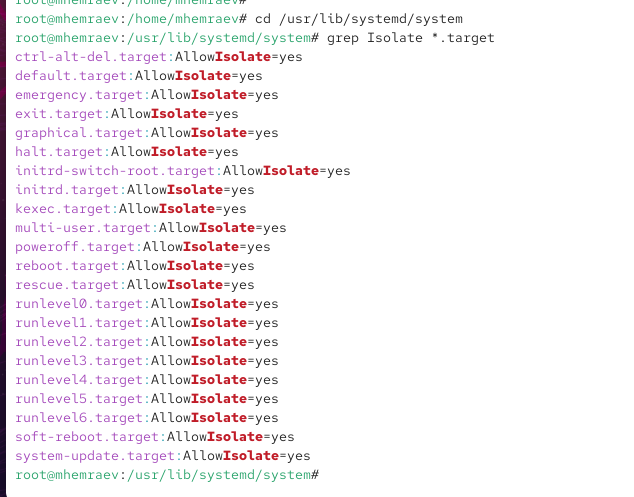 root@mhemraev:/home/mhemraev#
root@mhemraev:/home/mhemraev# cd /usr/lib/systemd/system
root@mhemraev:/usr/lib/systemd/system# grep Isolate *.target
ctrl-alt-del.target:AllowIsolate=yes
default.target:AllowIsolate=yes
emergency.target:AllowIsolate=yes
exit.target:AllowIsolate=yes
graphical.target:AllowIsolate=yes
halt.target:AllowIsolate=yes
initrd-switch-root.target:AllowIsolate=yes
initrd.target:AllowIsolate=yes
kexec.target:AllowIsolate=yes
multi-user.target:AllowIsolate=yes
poweroff.target:AllowIsolate=yes
reboot.target:AllowIsolate=yes
rescue.target:AllowIsolate=yes
runlevel0.target:AllowIsolate=yes
runlevel1.target:AllowIsolate=yes
runlevel2.target:AllowIsolate=yes
runlevel3.target:AllowIsolate=yes
runlevel4.target:AllowIsolate=yes
runlevel5.target:AllowIsolate=yes
runlevel6.target:AllowIsolate=yes
soft-reboot.target:AllowIsolate=yes
system-update.target:AllowIsolate=yes
root@mhemraev:/usr/lib/systemd/system#